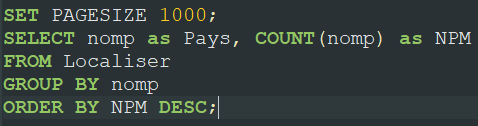 SET PAGESIZE 1000;
SELECT nomp as Pays, COUNT(nomp) as NPM
FROM Localiser
GROUP BY nomp
ORDER BY NPM DESC;